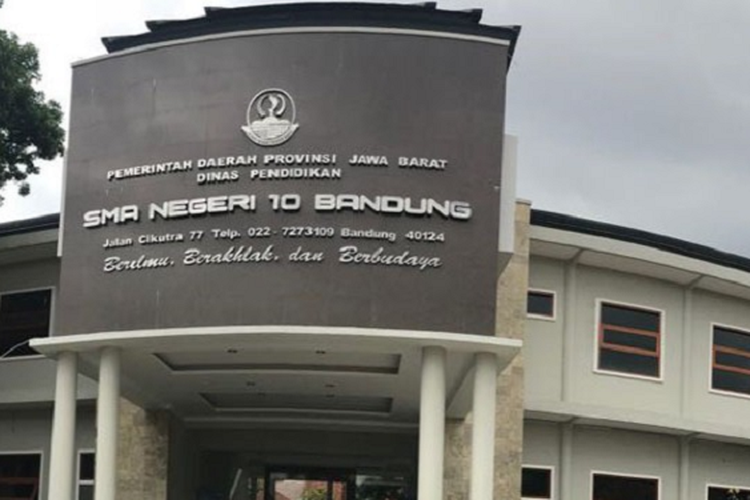 PEMERINTAH DAERAH PROVINSI JAWA BARAT
DINAS PENDIDIKAN
SMA NEGERI 10 BANDUNG
Jalan Cikutra 77 Telp. 022 - 7273109 Bandung 40124
Berilmu, Berakhlak, dan Berbudaya